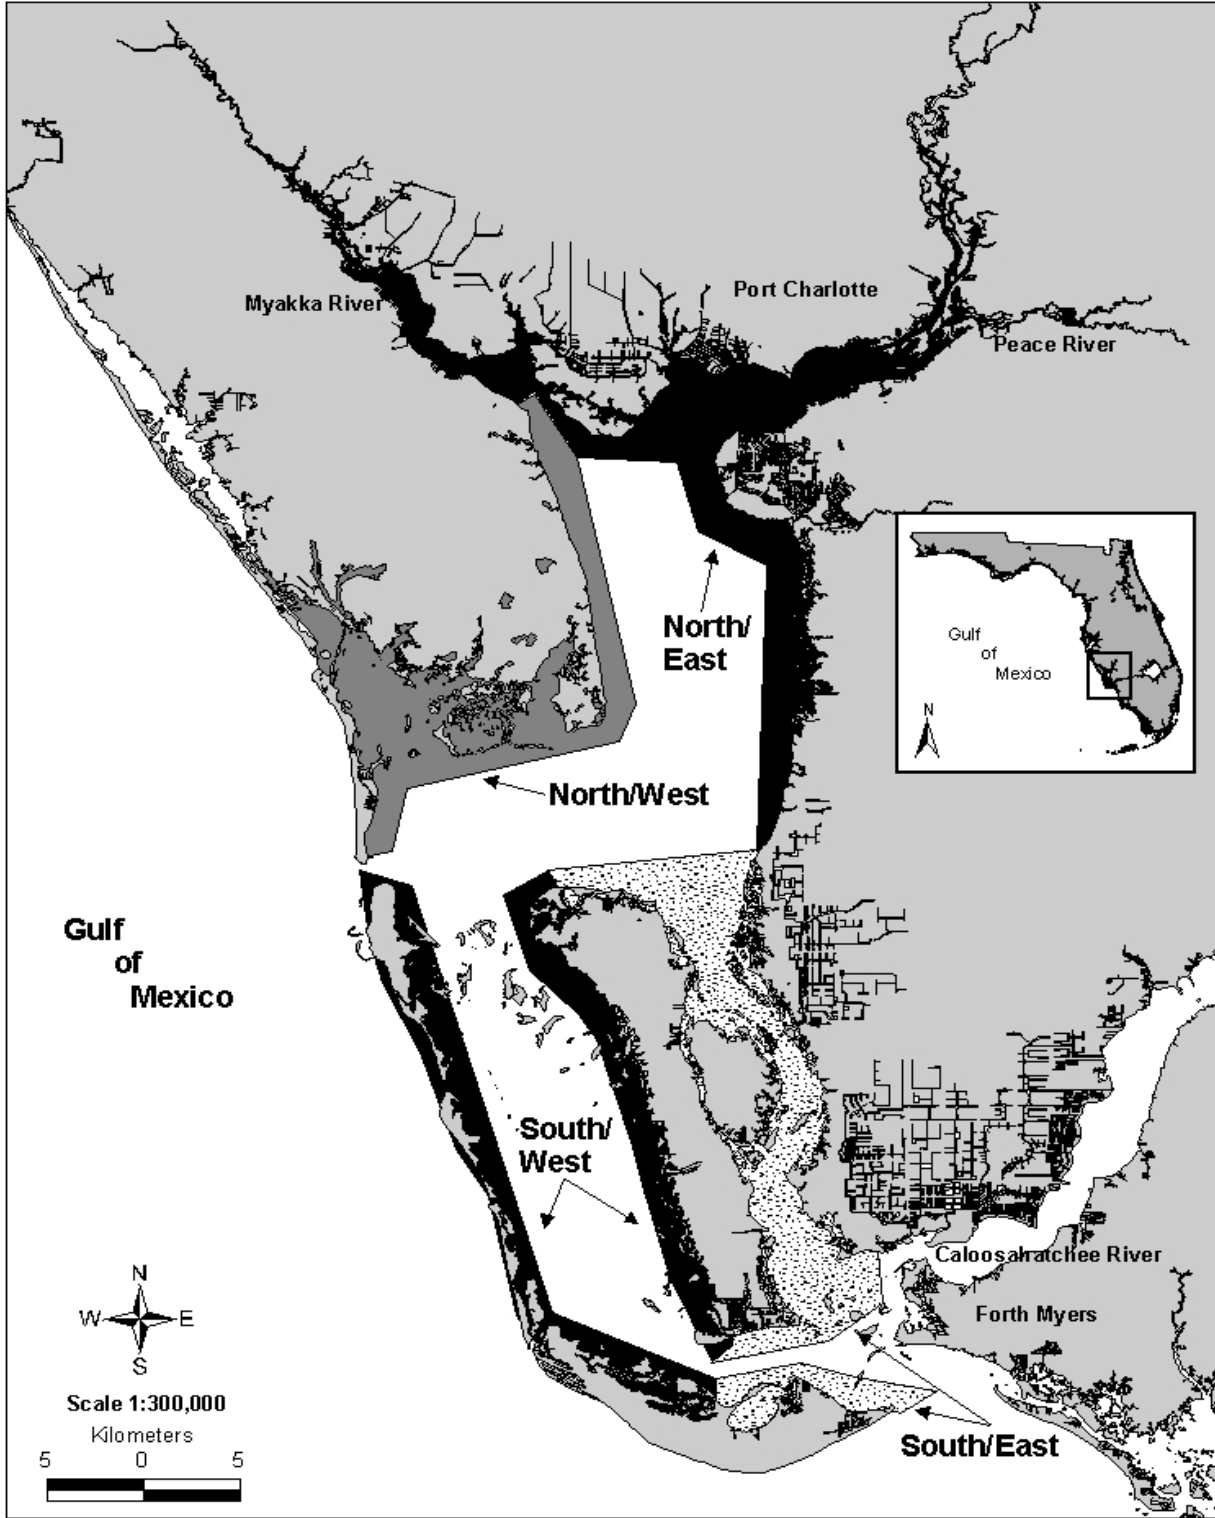 Myakka River
Port Charlotte
Peace River
North/
East
Gulf
of
Mexico
N
North/West
Gulf
of
Mexico
South/
West
Caloosahratchee River
Forth Myers
N
W
E
S
Scale 1:300,000
Kilometers
5
0
5
South/East